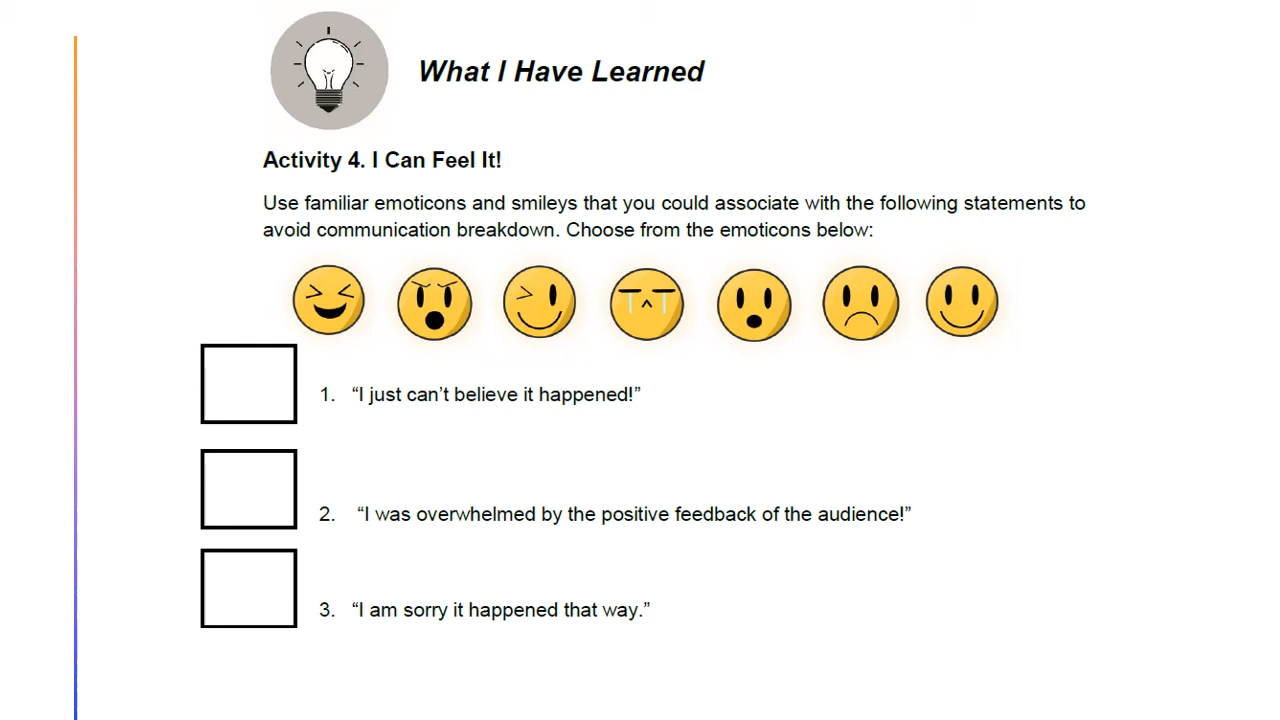 What I Have Learned
Activity 4. I Can Feel It!
Use familiar emoticons and smileys that you could associate with the following statements to
avoid communication breakdown. Choose from the emoticons below:
1. “I just can’t believe it happened!”
2. “I was overwhelmed by the positive feedback of the audience!”
3. “I am sorry it happened that way.”